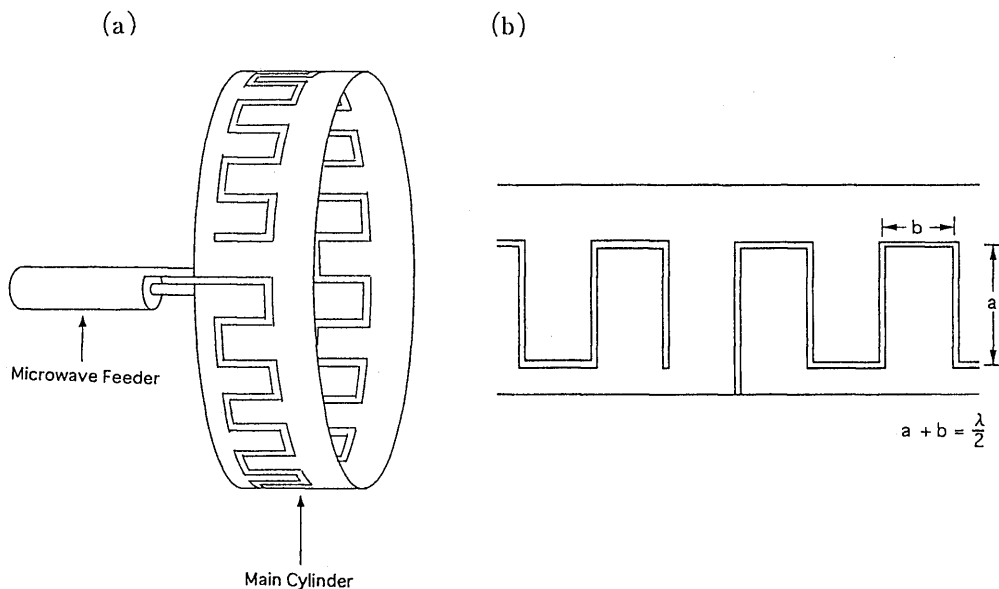 (a)
(b)
b
a
Microwave Feeder
a + b = λ/2
Main Cylinder